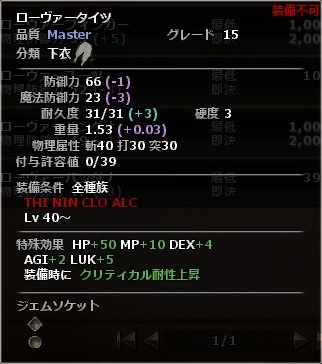 ローヴァータイツ 装備不可
品質 Master グレード 15
分類 下衣
防御力 66 (-1)
魔法防御力 23 (-3)
耐久度 31/31 (+3) 硬度 3
重量 1.53 (+0.03)
物理属性 斬40 打30 突30
付与許容値 0/39
装備条件 全種族
THI NIN CLO ALC
Lv 40～
特殊効果 HP+50 MP+10 DEX+4
AGI+2 LUK+5
装備時に クリティカル耐性上昇
ジェムソケット
1/1